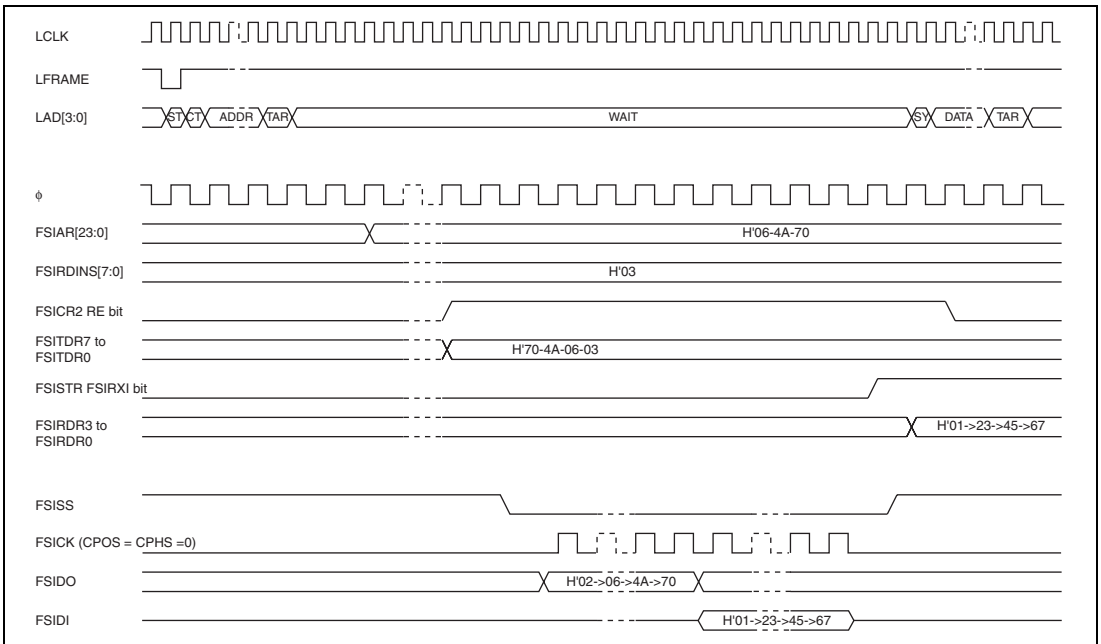 LCLK
LFRAME
LAD[3:0] ST CT ADDR TAR WAIT SY DATA TAR
φ
FSIAR[23:0] H'06-4A-70
FSIRDINS[7:0] H'03
FSICR2 RE bit
FSITDR7 to
FSITDR0 H'70-4A-06-03
FSISTR FSIRXI bit
FSIRDR3 to
FSIRDR0 H'01->23->45->67
FSISS
FSICK (CPOS = CPHS =0)
FSIDO H'02->06->4A->70
FSIDI H'01->23->45->67